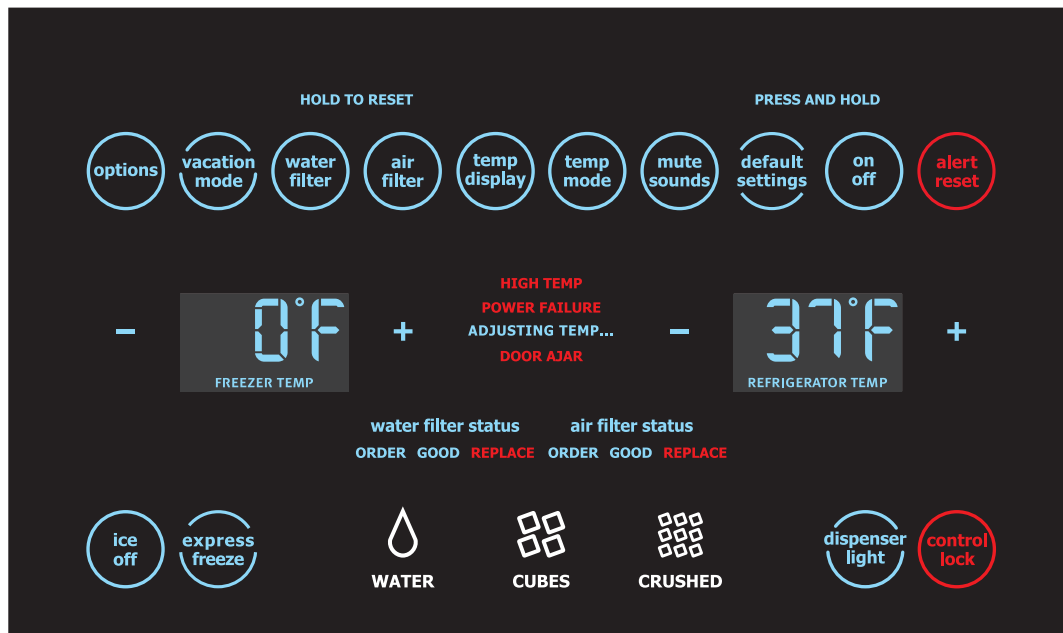 HOLD TO RESET
PRESS AND HOLD
options
vacation
mode
water
filter
air
filter
temp
display
temp
mode
mute
sounds
default
settings
on
off
alert
reset
– 0°F +
FREEZER TEMP
HIGH TEMP
POWER FAILURE
ADJUSTING TEMP...
DOOR AJAR
– 37°F +
REFRIGERATOR TEMP
water filter status
ORDER GOOD REPLACE
air filter status
ORDER GOOD REPLACE
ice
off
express
freeze
WATER
CUBES
CRUSHED
dispenser
light
control
lock